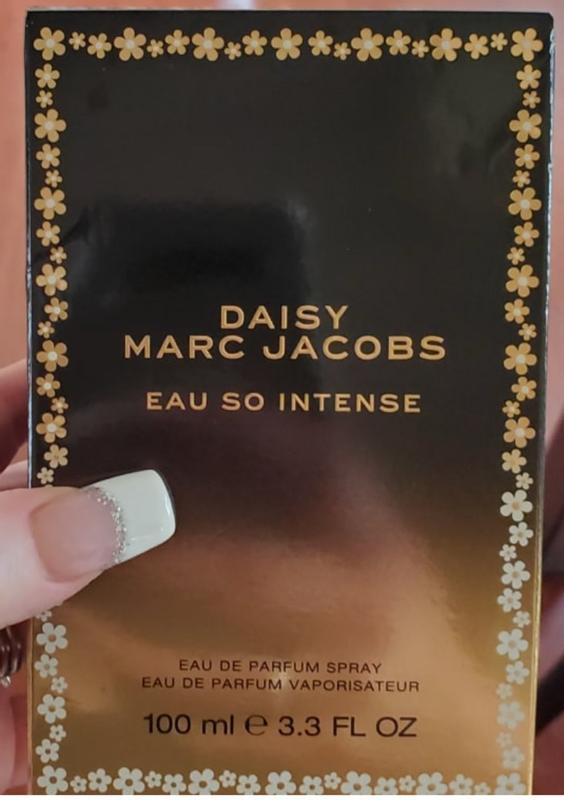 DAISY
MARC JACOBS
EAU SO INTENSE
EAU DE PARFUM SPRAY
EAU DE PARFUM VAPORISATEUR
100 ml ℮ 3.3 FL OZ